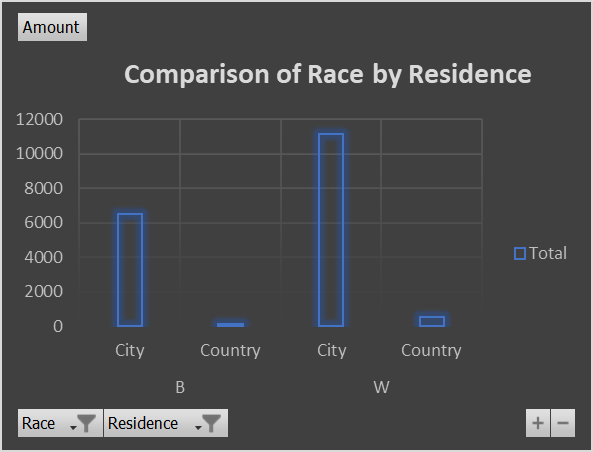 Amount
Comparison of Race by Residence
12000
10000
8000
6000
4000
2000
0
City Country City Country
B W
Total
Race Residence
+ −